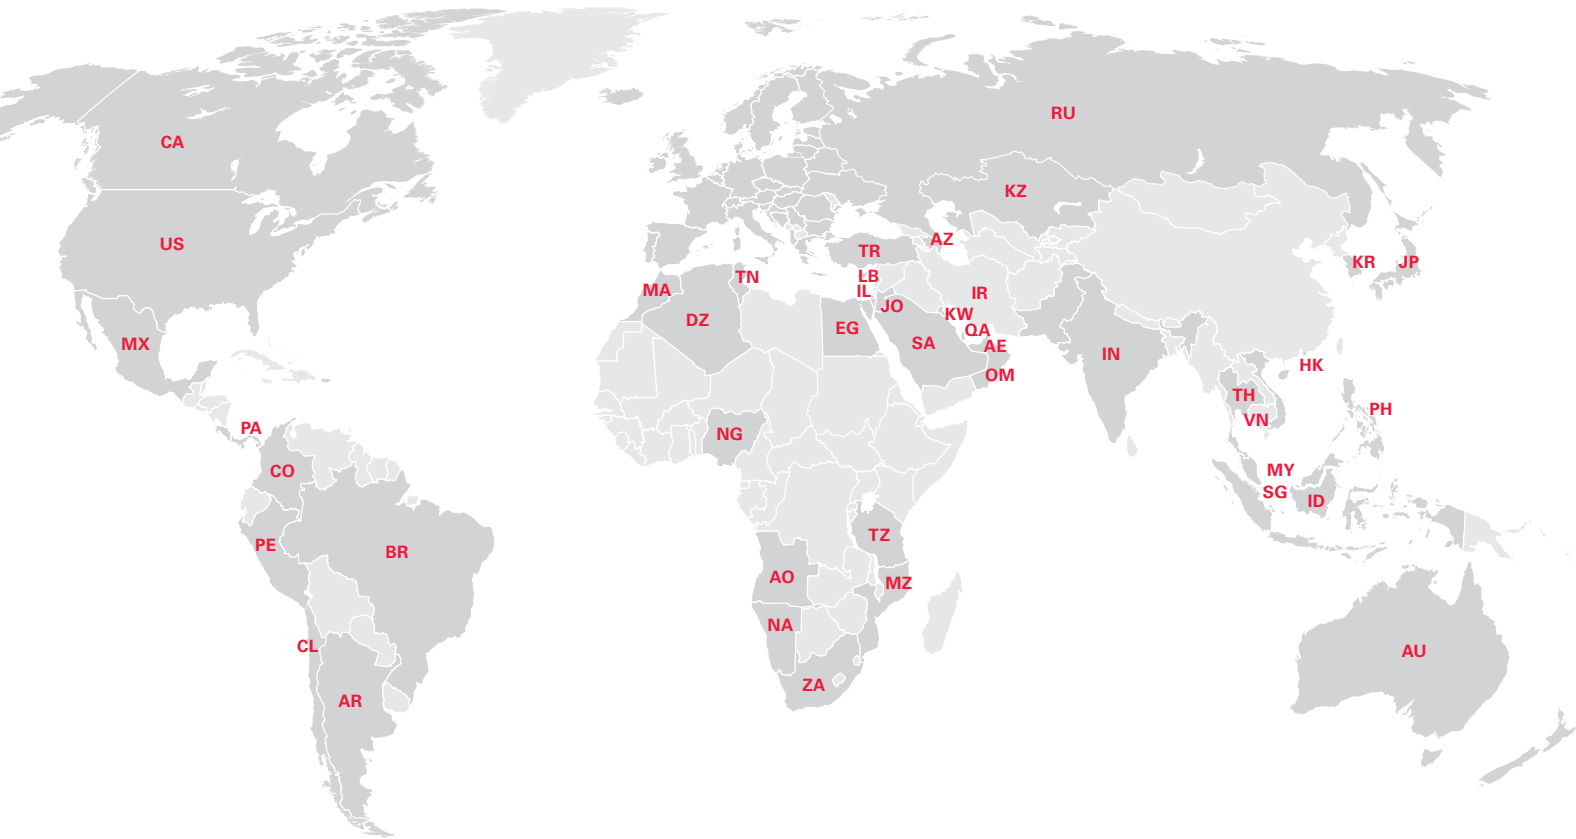 RU
CA
KZ
AZ
US
TR
KR
JP
TN
LB
MA
IL
IR
JO
KW
DZ
EG
QA
MX
SA
AE
IN
HK
OM
TH
PH
VN
PA
NG
CO
MY
SG
ID
TZ
PE
BR
AO
MZ
NA
CL
AU
ZA
AR